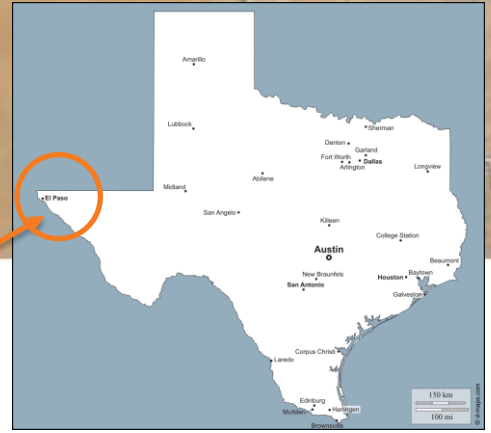 Amarillo
Lubbock
Sherman
Denton
Garland
Fort Worth
Dallas
Arlington
Longview
Abilene
Midland
El Paso
San Angelo
Killeen
College Station
Austin
Beaumont
New Braunfels
Houston
Baytown
San Antonio
Galveston
Corpus Christi
Laredo
Edinburg
McAllen
Harlingen
Brownsville
150 km
100 mi
© d-maps.com